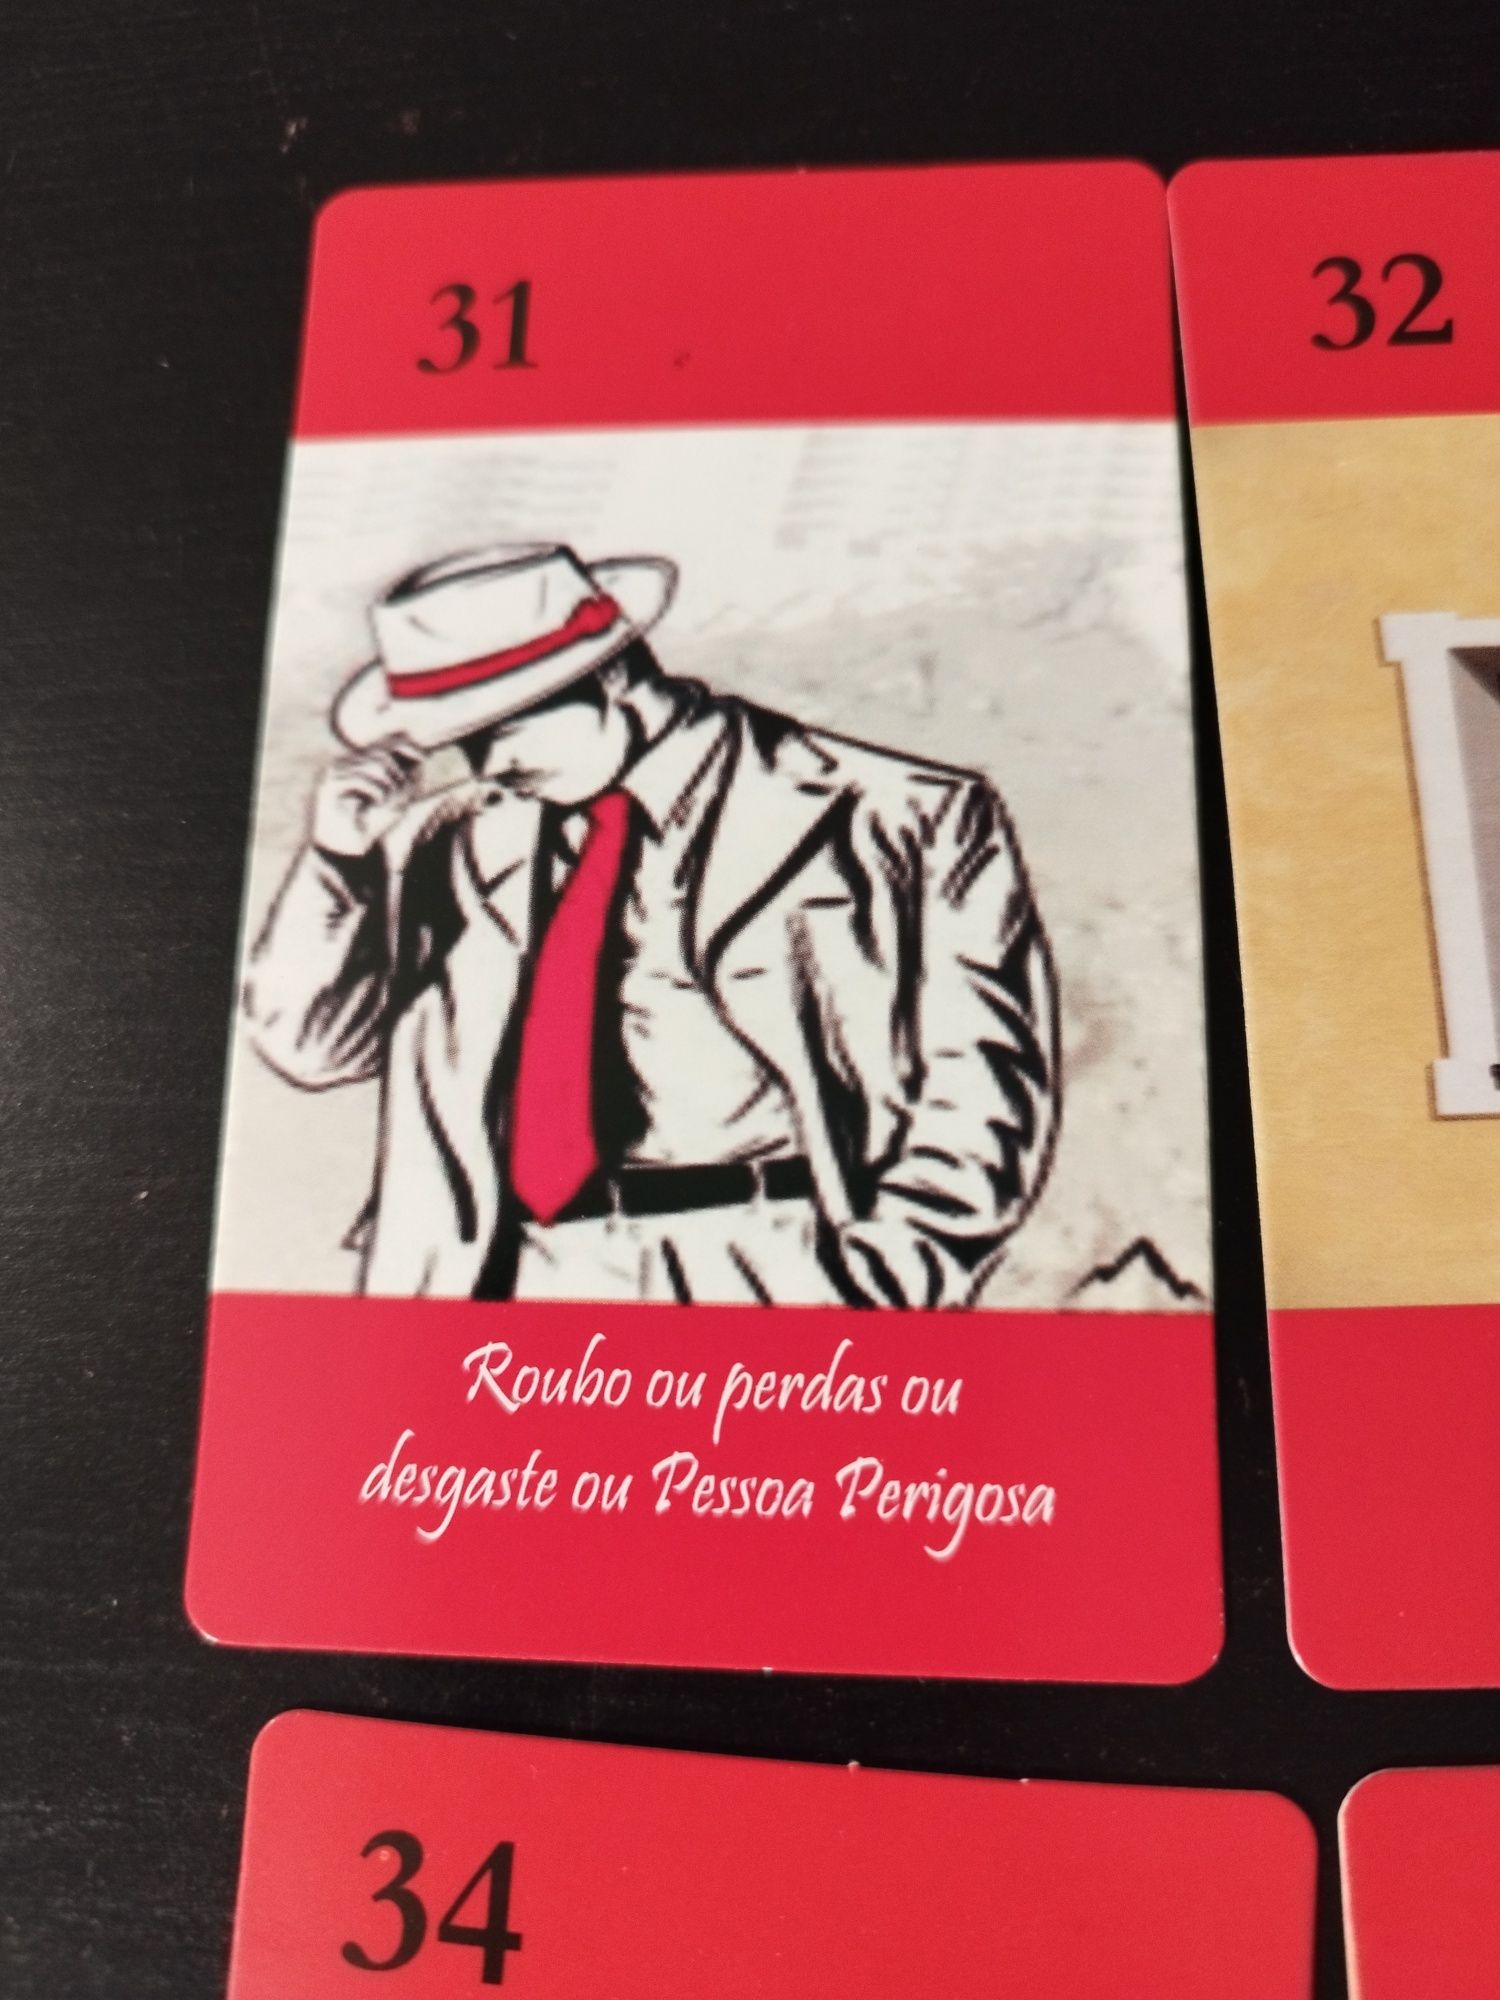 31
32
Roubo ou perdas ou
desgaste ou Pessoa Perigosa
34